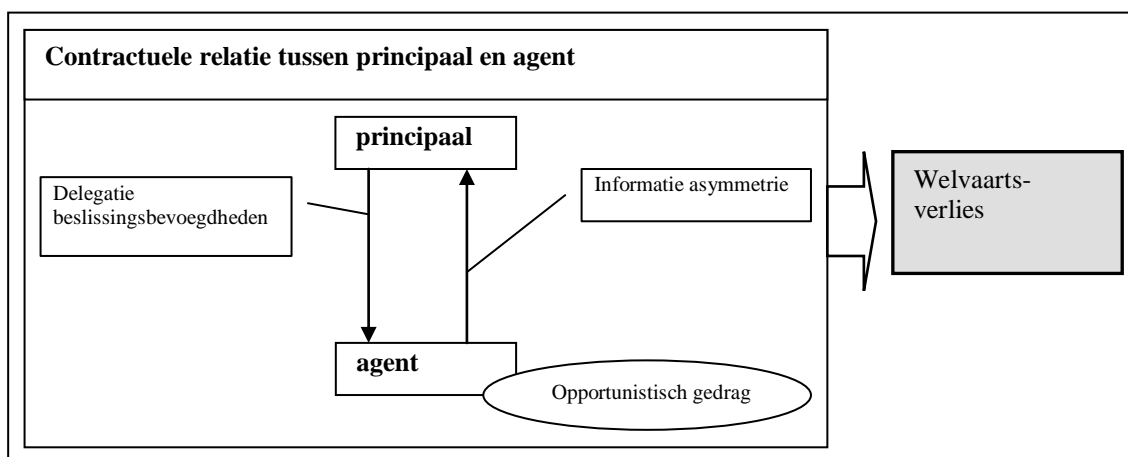 Contractuele relatie tussen principaal en agent
principaal
Delegatie
beslissingsbevoegdheden
Informatie asymmetrie
Welvaarts-
verlies
agent
Opportunistisch gedrag